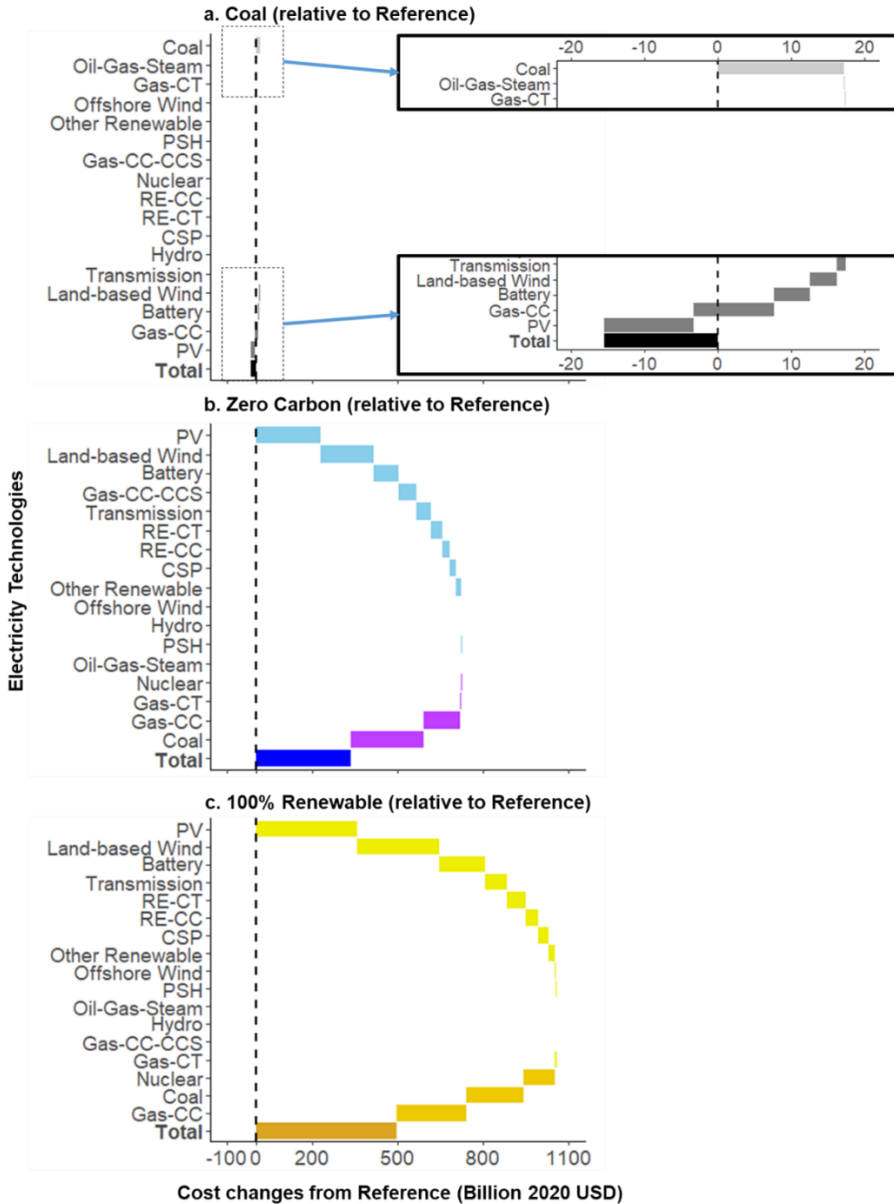 a. Coal (relative to Reference)
Coal
Oil-Gas-Steam
Gas-CT
Offshore Wind
Other Renewable
PSH
Gas-CC-CCS
Nuclear
RE-CC
RE-CT
CSP
Hydro
Transmission
Land-based Wind
Battery
Gas-CC
PV
Total
-20 -10 0 10 20
Coal
Oil-Gas-Steam
Gas-CT
Transmission
Land-based Wind
Battery
Gas-CC
PV
Total
-20 -10 0 10 20
Electricity Technologies
b. Zero Carbon (relative to Reference)
PV
Land-based Wind
Battery
Gas-CC-CCS
Transmission
RE-CT
RE-CC
CSP
Other Renewable
Offshore Wind
Hydro
PSH
Oil-Gas-Steam
Nuclear
Gas-CT
Gas-CC
Coal
Total
c. 100% Renewable (relative to Reference)
PV
Land-based Wind
Battery
Transmission
RE-CT
RE-CC
CSP
Other Renewable
Offshore Wind
PSH
Oil-Gas-Steam
Hydro
Gas-CC-CCS
Gas-CT
Nuclear
Coal
Gas-CC
Total
-100 0 500 800 1100
Cost changes from Reference (Billion 2020 USD)